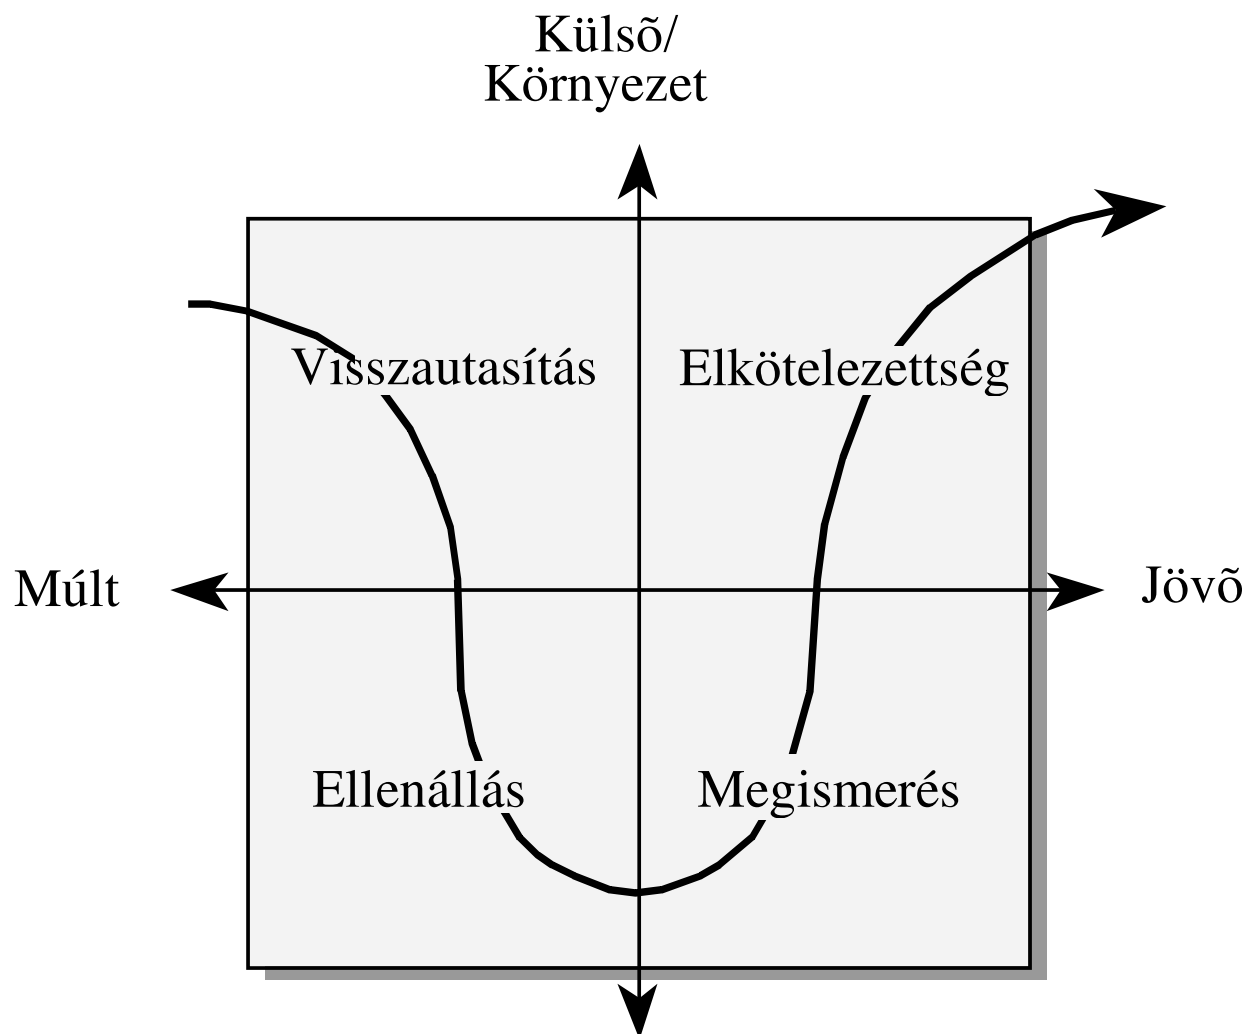 Külsõ/
Környezet
Visszautasítás
Elkötelezettség
Múlt
Jövõ
Ellenállás
Megismerés